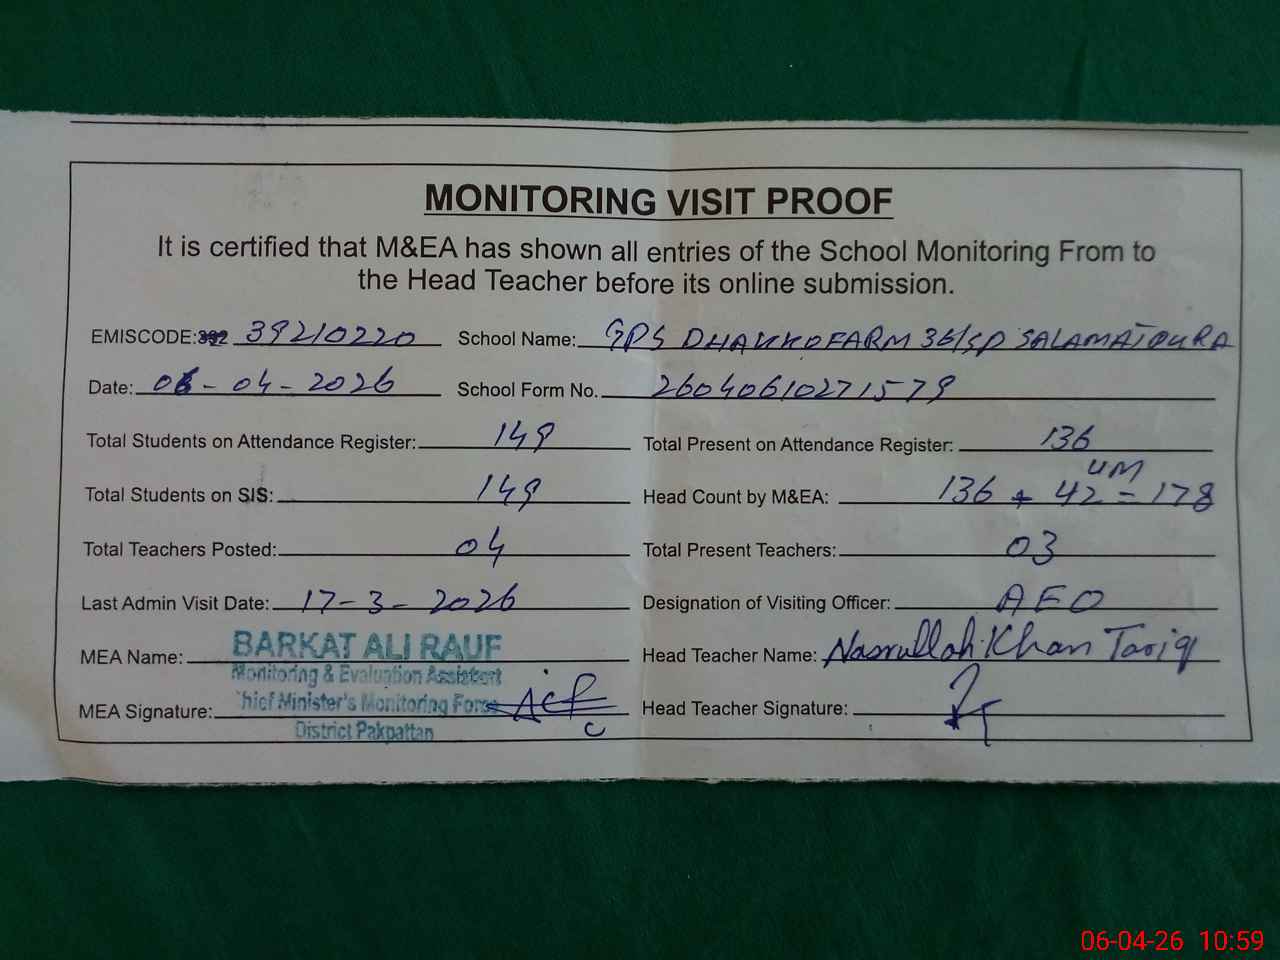 MONITORING VISIT PROOF
It is certified that M&EA has shown all entries of the School Monitoring From to
the Head Teacher before its online submission.
EMISCODE: 39210220 School Name: GPS DHAKKOFARM 36/SP SALAMATPURA
Date: 06-04-2026 School Form No. 26040610271579
Total Students on Attendance Register: 149 Total Present on Attendance Register: 136
Total Students on SIS: 149 Head Count by M&EA: 136 + 42 UM = 178
Total Teachers Posted: 04 Total Present Teachers: 03
Last Admin Visit Date: 17-3-2026 Designation of Visiting Officer: AEO
MEA Name: BARKAT ALI RAUF Head Teacher Name: Nasrullah Khan Tariq
Monitoring & Evaluation Assistent
MEA Signature: Chief Minister's Monitoring Force Head Teacher Signature:
District Pakpattan
06-04-26 10:59